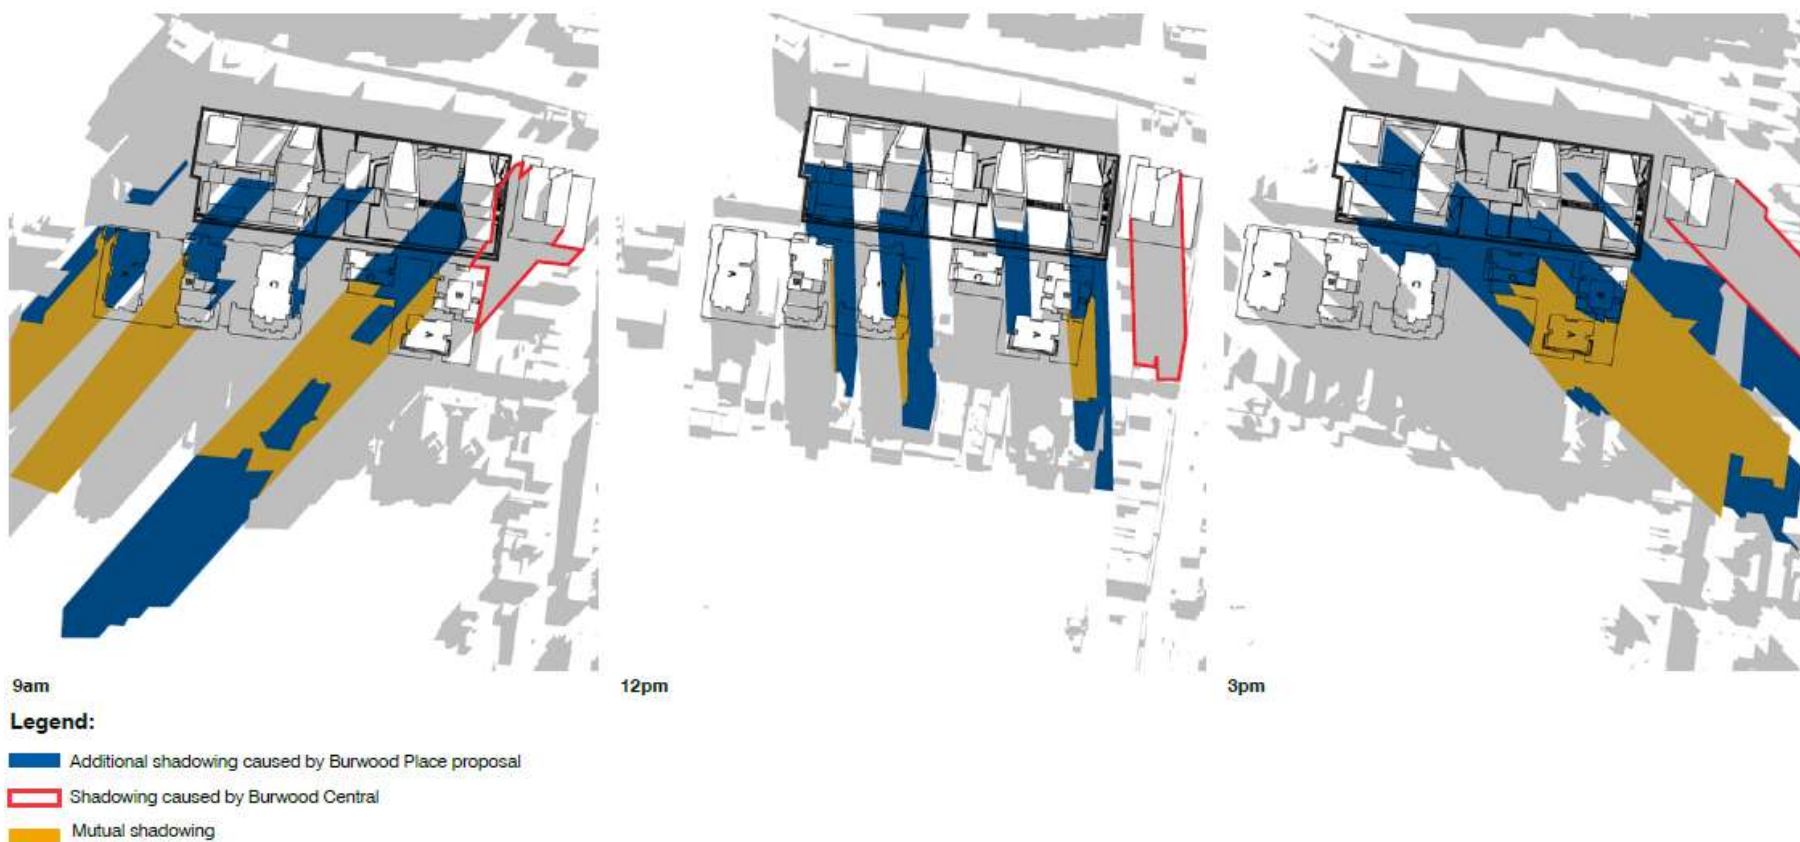 9am
12pm
3pm
Legend:
Additional shadowing caused by Burwood Place proposal
Shadowing caused by Burwood Central
Mutual shadowing